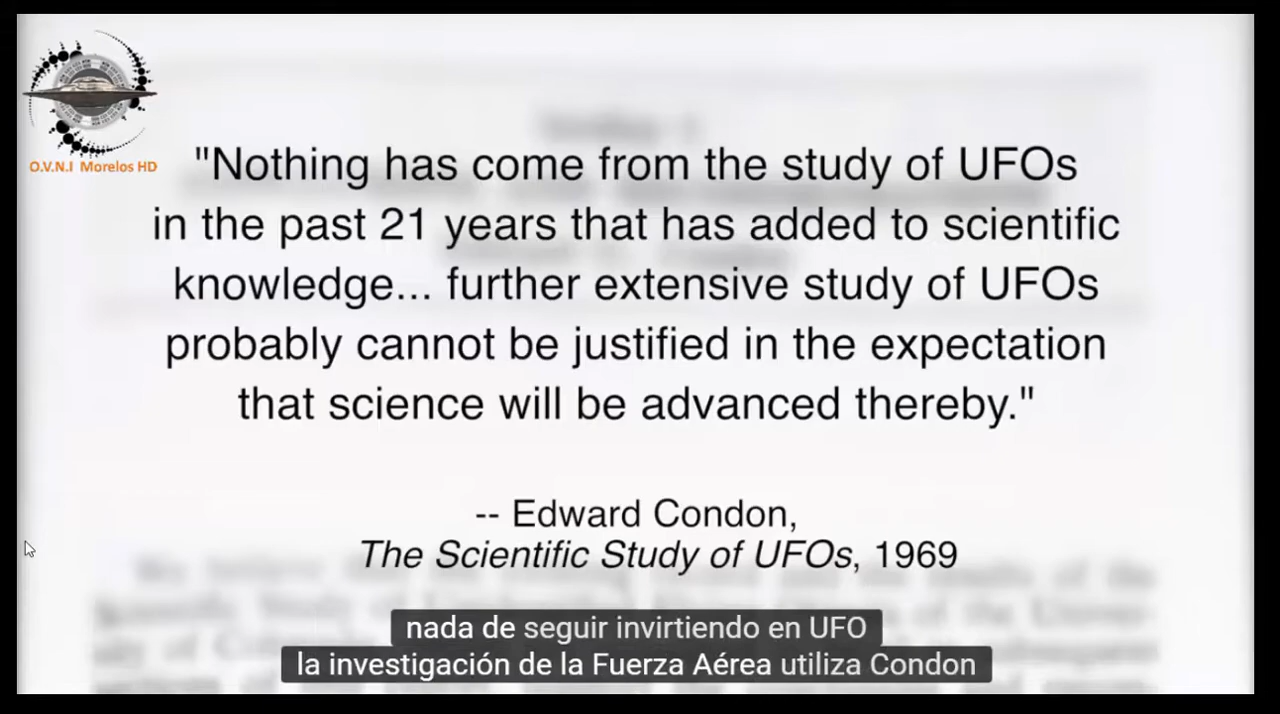 O.V.N.I Morelos HD
"Nothing has come from the study of UFOs
in the past 21 years that has added to scientific
knowledge... further extensive study of UFOs
probably cannot be justified in the expectation
that science will be advanced thereby."
-- Edward Condon,
The Scientific Study of UFOs, 1969
nada de seguir invirtiendo en UFO
la investigación de la Fuerza Aérea utiliza Condon